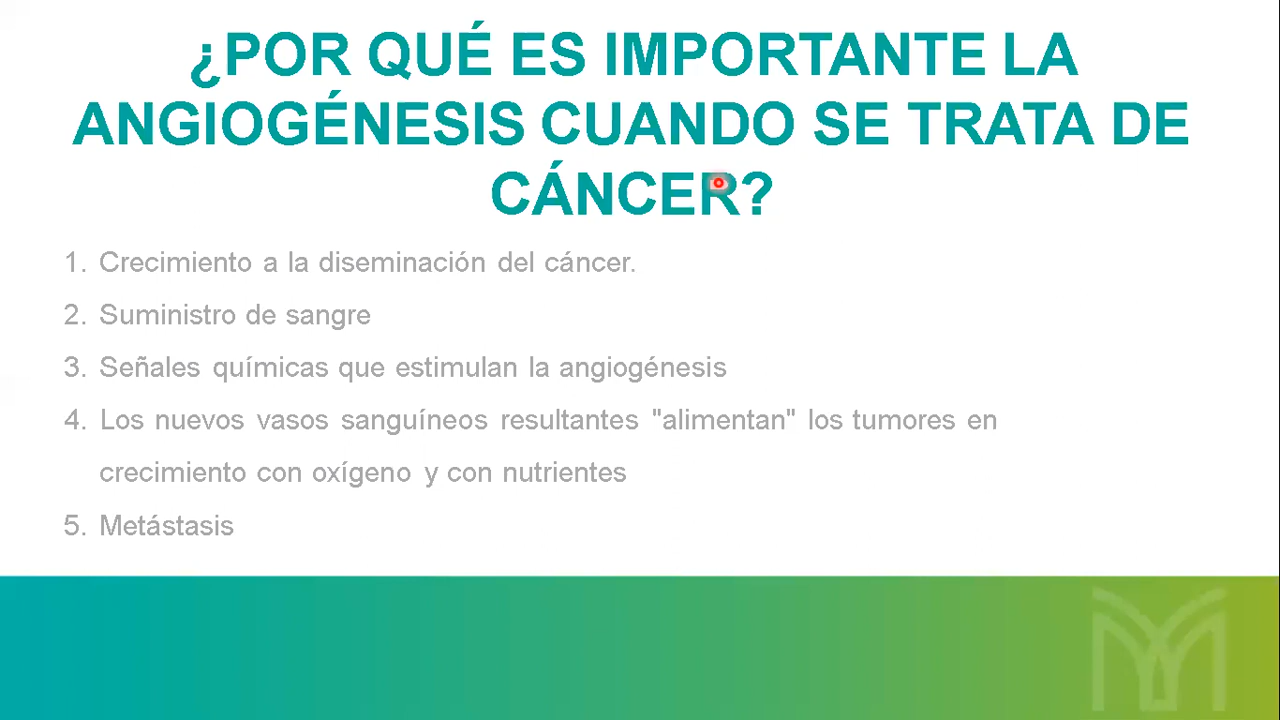 ¿POR QUÉ ES IMPORTANTE LA
ANGIOGÉNESIS CUANDO SE TRATA DE
CÁNCER?
1. Crecimiento a la diseminación del cáncer.
2. Suministro de sangre
3. Señales químicas que estimulan la angiogénesis
4. Los nuevos vasos sanguíneos resultantes "alimentan" los tumores en
crecimiento con oxígeno y con nutrientes
5. Metástasis